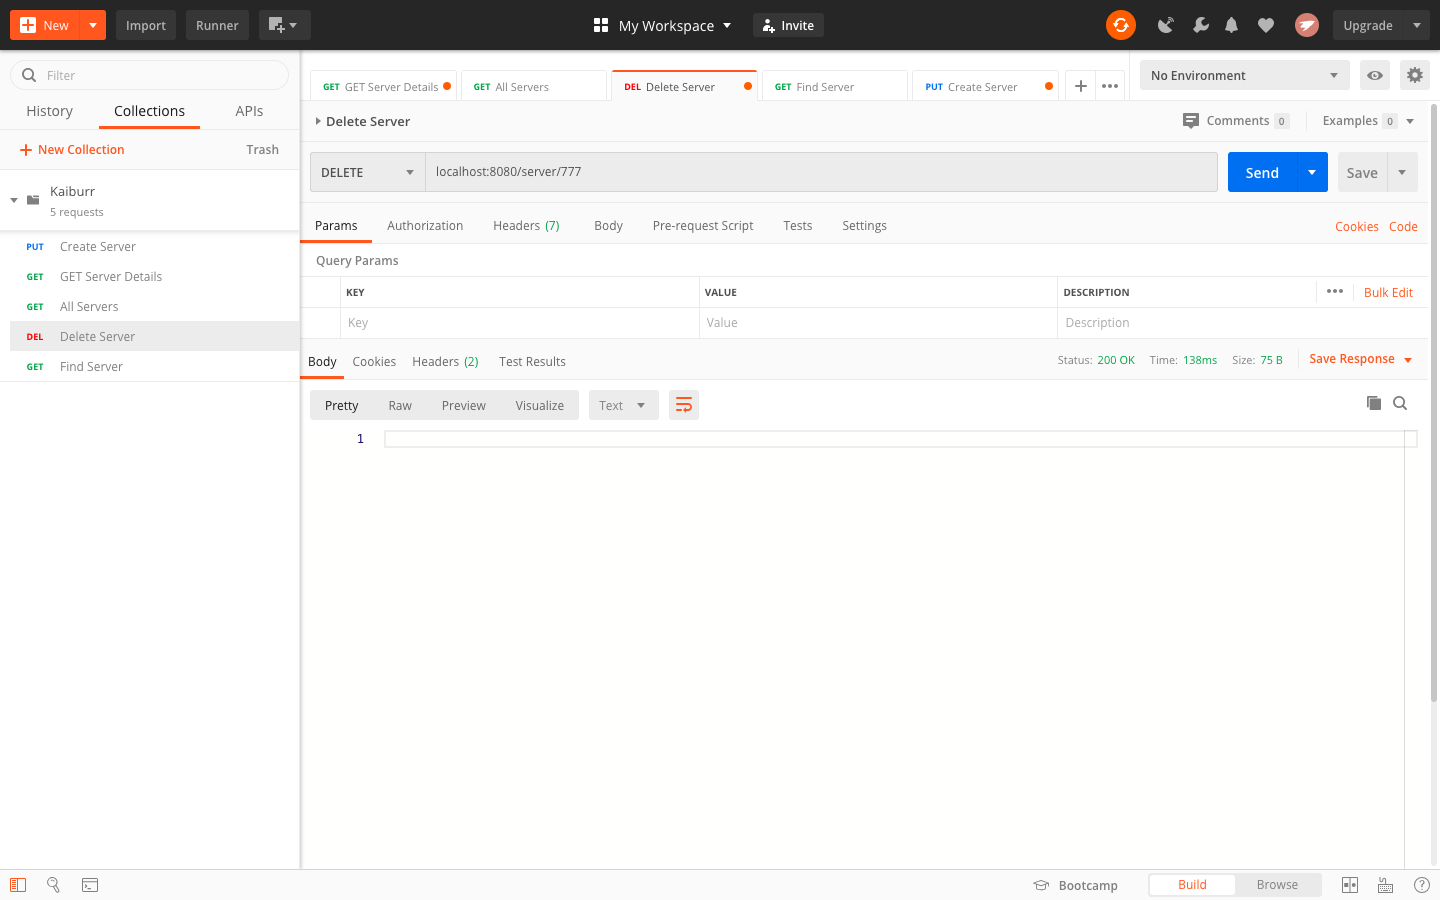 New
Import
Runner
My Workspace
Invite
Upgrade
Filter
History
Collections
APIs
New Collection
Trash
Kaiburr
5 requests
PUT Create Server
GET GET Server Details
GET All Servers
DEL Delete Server
GET Find Server
GET GET Server Details
GET All Servers
DEL Delete Server
GET Find Server
PUT Create Server
No Environment
Delete Server
Comments 0
Examples 0
DELETE
localhost:8080/server/777
Send
Save
Params
Authorization
Headers (7)
Body
Pre-request Script
Tests
Settings
Cookies
Code
Query Params
KEY
VALUE
DESCRIPTION
Bulk Edit
Key
Value
Description
Body
Cookies
Headers (2)
Test Results
Status: 200 OK
Time: 138ms
Size: 75 B
Save Response
Pretty
Raw
Preview
Visualize
Text
1
Bootcamp
Build
Browse